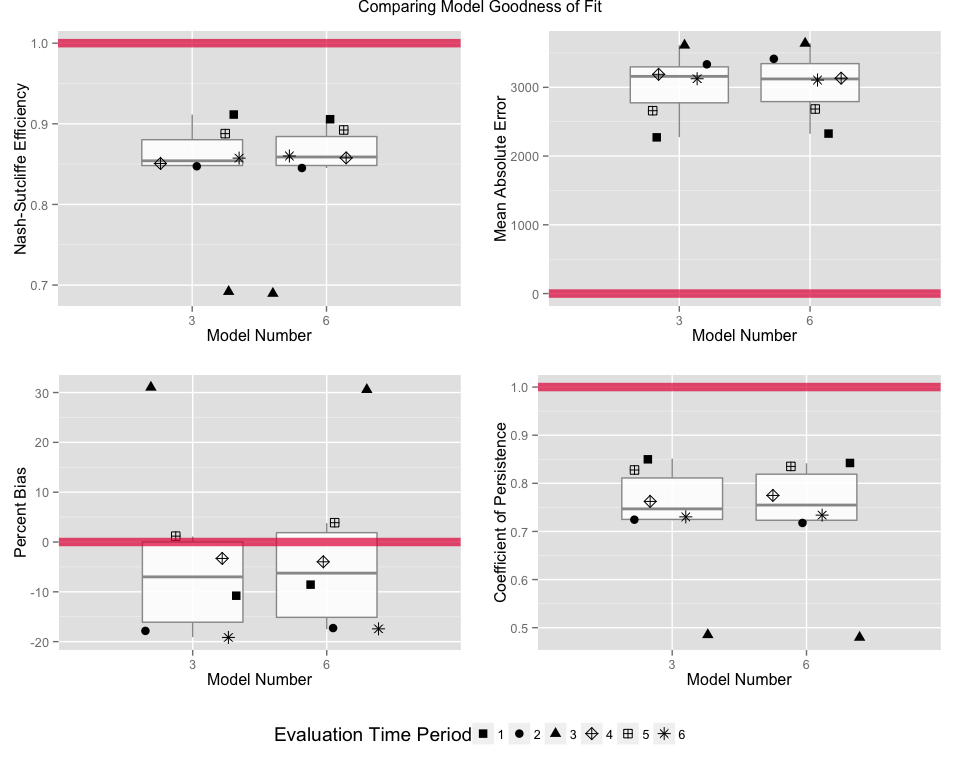 Comparing Model Goodness of Fit
Nash-Sutcliffe Efficiency
1.0
0.9
0.8
0.7
3 6
Model Number
Mean Absolute Error
3000
2000
1000
0
3 6
Model Number
Percent Bias
30
20
10
0
-10
-20
3 6
Model Number
Coefficient of Persistence
1.0
0.9
0.8
0.7
0.6
0.5
3 6
Model Number
Evaluation Time Period 1 2 3 4 5 6